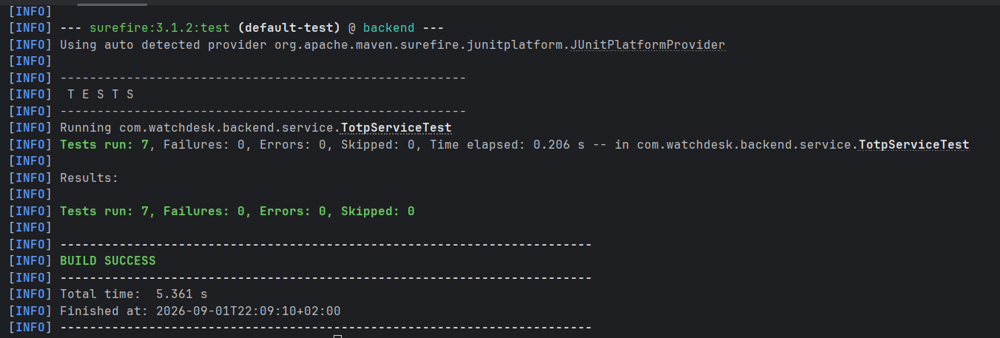 [INFO]
[INFO] --- surefire:3.1.2:test (default-test) @ backend ---
[INFO] Using auto detected provider org.apache.maven.surefire.junitplatform.JUnitPlatformProvider
[INFO]
[INFO] -------------------------------------------------------
[INFO]  T E S T S
[INFO] -------------------------------------------------------
[INFO] Running com.watchdesk.backend.service.TotpServiceTest
[INFO] Tests run: 7, Failures: 0, Errors: 0, Skipped: 0, Time elapsed: 0.206 s -- in com.watchdesk.backend.service.TotpServiceTest
[INFO]
[INFO] Results:
[INFO]
[INFO] Tests run: 7, Failures: 0, Errors: 0, Skipped: 0
[INFO]
[INFO] ------------------------------------------------------------------------
[INFO] BUILD SUCCESS
[INFO] ------------------------------------------------------------------------
[INFO] Total time:  5.361 s
[INFO] Finished at: 2026-09-01T22:09:10+02:00
[INFO] ------------------------------------------------------------------------